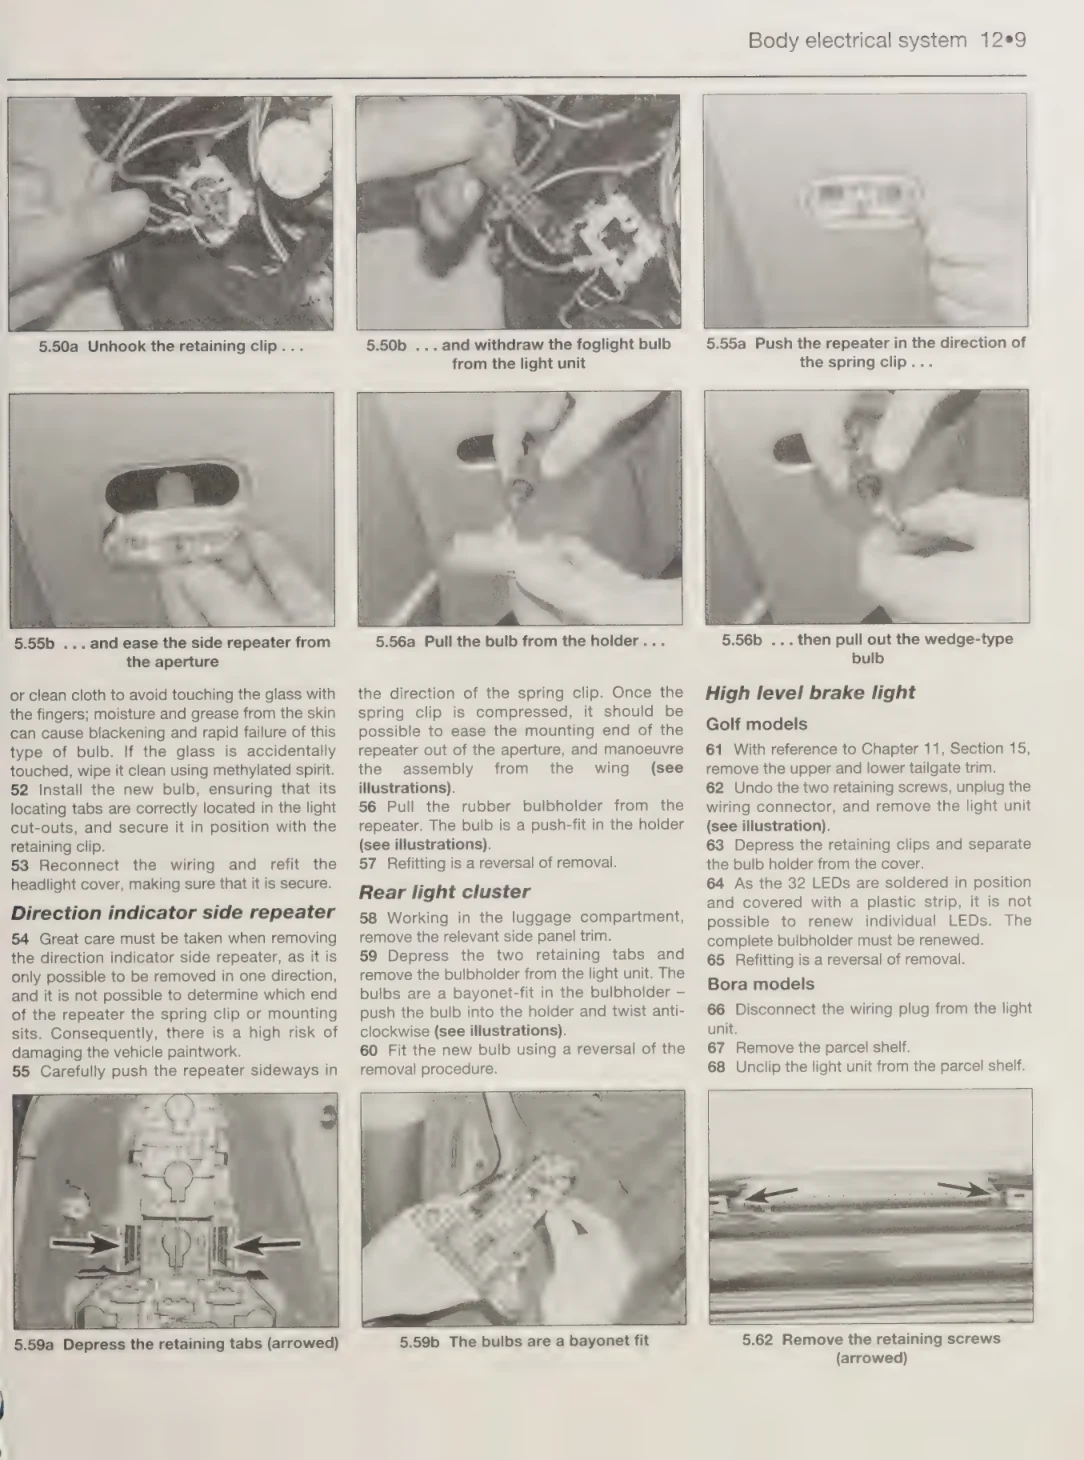 Body electrical system 12•9
5.50a Unhook the retaining clip . . .
5.50b . . . and withdraw the foglight bulb
from the light unit
5.55a Push the repeater in the direction of
the spring clip . . .
5.55b . . . and ease the side repeater from
the aperture
5.56a Pull the bulb from the holder . . .
5.56b . . . then pull out the wedge-type
bulb
or clean cloth to avoid touching the glass with
the fingers; moisture and grease from the skin
can cause blackening and rapid failure of this
type of bulb. If the glass is accidentally
touched, wipe it clean using methylated spirit.
52 Install the new bulb, ensuring that its
locating tabs are correctly located in the light
cut-outs, and secure it in position with the
retaining clip.
53 Reconnect the wiring and refit the
headlight cover, making sure that it is secure.
Direction indicator side repeater
54 Great care must be taken when removing
the direction indicator side repeater, as it is
only possible to be removed in one direction,
and it is not possible to determine which end
of the repeater the spring clip or mounting
sits. Consequently, there is a high risk of
damaging the vehicle paintwork.
55 Carefully push the repeater sideways in
the direction of the spring clip. Once the
spring clip is compressed, it should be
possible to ease the mounting end of the
repeater out of the aperture, and manoeuvre
the assembly from the wing (see
illustrations).
56 Pull the rubber bulbholder from the
repeater. The bulb is a push-fit in the holder
(see illustrations).
57 Refitting is a reversal of removal.
Rear light cluster
58 Working in the luggage compartment,
remove the relevant side panel trim.
59 Depress the two retaining tabs and
remove the bulbholder from the light unit. The
bulbs are a bayonet-fit in the bulbholder –
push the bulb into the holder and twist anti-
clockwise (see illustrations).
60 Fit the new bulb using a reversal of the
removal procedure.
High level brake light
Golf models
61 With reference to Chapter 11, Section 15,
remove the upper and lower tailgate trim.
62 Undo the two retaining screws, unplug the
wiring connector, and remove the light unit
(see illustration).
63 Depress the retaining clips and separate
the bulb holder from the cover.
64 As the 32 LEDs are soldered in position
and covered with a plastic strip, it is not
possible to renew individual LEDs. The
complete bulbholder must be renewed.
65 Refitting is a reversal of removal.
Bora models
66 Disconnect the wiring plug from the light
unit.
67 Remove the parcel shelf.
68 Unclip the light unit from the parcel shelf.
5.59a Depress the retaining tabs (arrowed)
5.59b The bulbs are a bayonet fit
5.62 Remove the retaining screws
(arrowed)